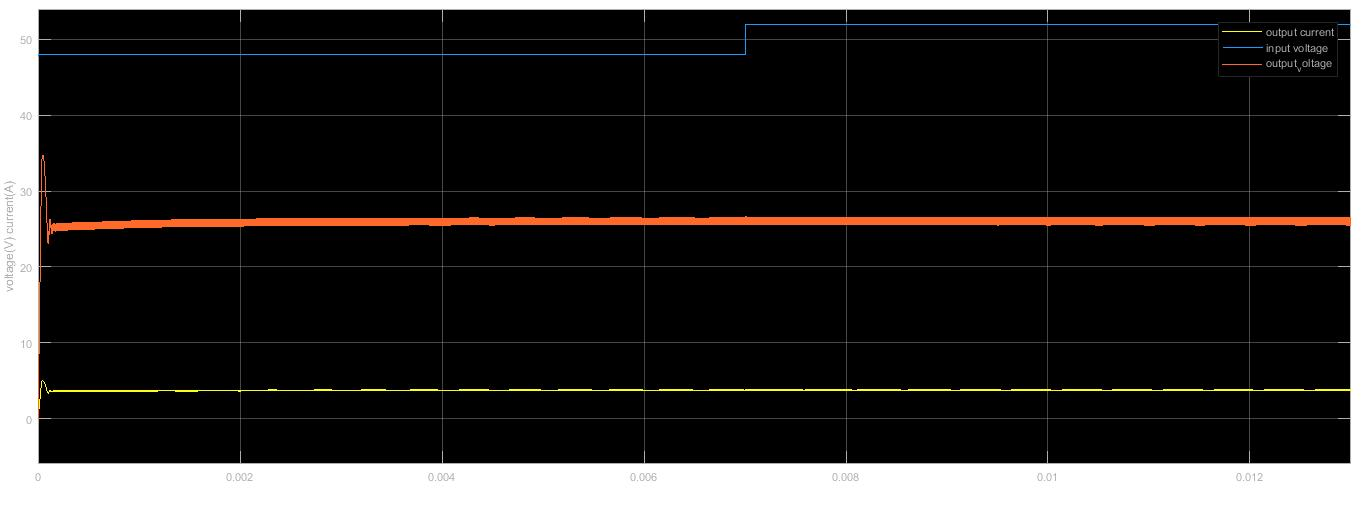 voltage(V) current(A)
50
40
30
20
10
0
0 0.002 0.004 0.006 0.008 0.01 0.012
output current
input voltage
output_voltage